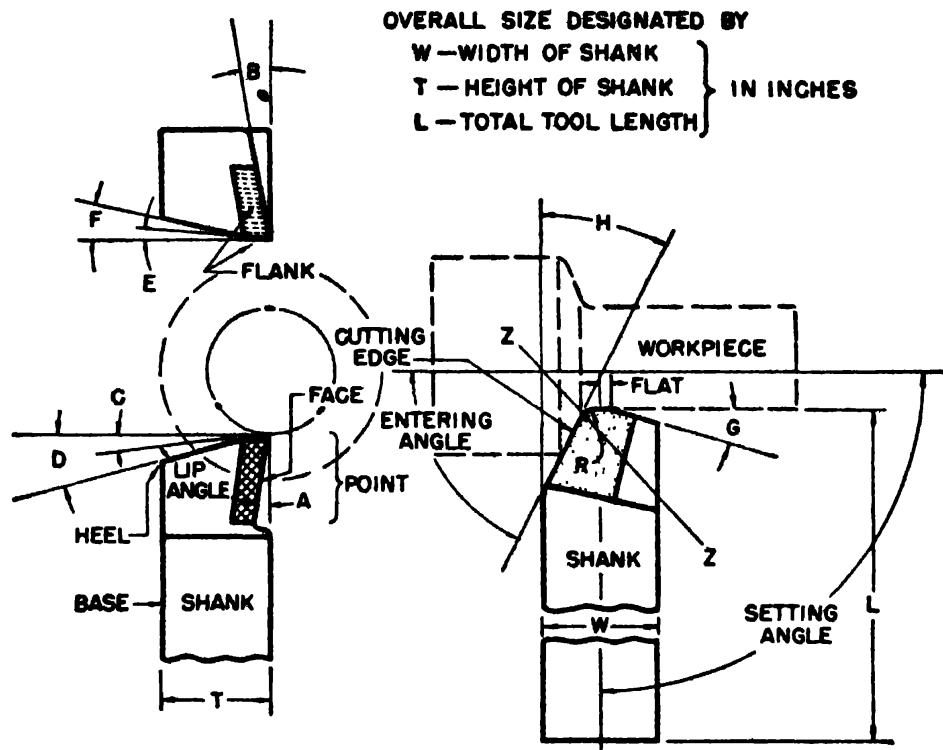 OVERALL SIZE DESIGNATED BY
W—WIDTH OF SHANK
T — HEIGHT OF SHANK
L — TOTAL TOOL LENGTH
IN INCHES
B
F
E
FLANK
H
CUTTING
EDGE
Z
WORKPIECE
FACE
FLAT
C
ENTERING
ANGLE
G
D
LIP
ANGLE
R
POINT
A
HEEL
Z
SHANK
BASE
SHANK
W
SETTING
ANGLE
L
T